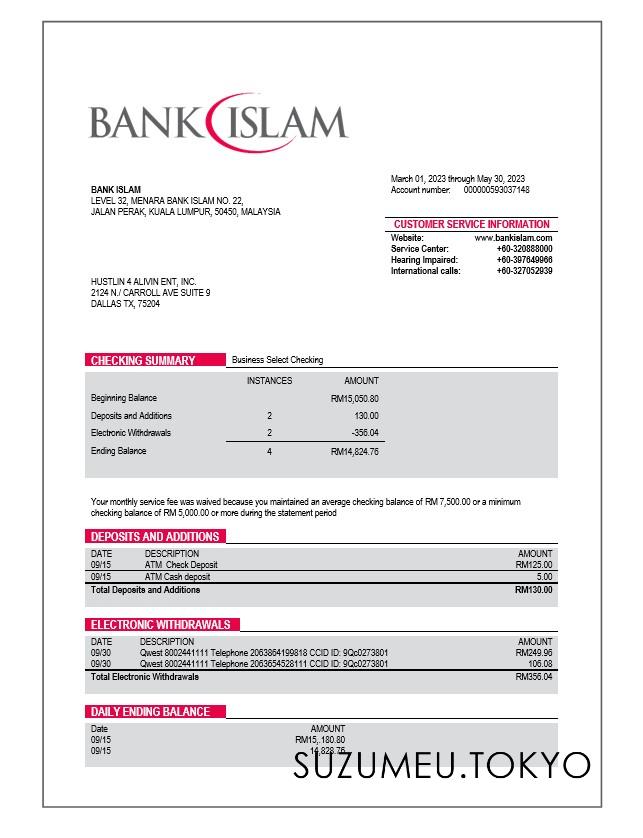 BANK ISLAM
March 01, 2023 through May 30, 2023
Account number: 000000593037148
BANK ISLAM
LEVEL 32, MENARA BANK ISLAM NO. 22,
JALAN PERAK, KUALA LUMPUR, 50450, MALAYSIA
CUSTOMER SERVICE INFORMATION
Website: www.bankislam.com
Service Center: +60-320888000
Hearing Impaired: +60-397649966
International calls: +60-327052939
HUSTLIN 4 ALIVIN ENT, INC.
2124 N./ CARROLL AVE SUITE 9
DALLAS TX, 75204
CHECKING SUMMARY Business Select Checking
INSTANCES AMOUNT
Beginning Balance RM15,050.80
Deposits and Additions 2 130.00
Electronic Withdrawals 2 -356.04
Ending Balance 4 RM14,824.76
Your monthly service fee was waived because you maintained an average checking balance of RM 7,500.00 or a minimum
checking balance of RM 5,000.00 or more during the statement period
DEPOSITS AND ADDITIONS
DATE DESCRIPTION AMOUNT
09/15 ATM Check Deposit RM125.00
09/15 ATM Cash deposit 5.00
Total Deposits and Additions RM130.00
ELECTRONIC WITHDRAWALS
DATE DESCRIPTION AMOUNT
09/30 Qwest 8002441111 Telephone 2063864199818 CCID ID: 9Qc0273801 RM249.96
09/30 Qwest 8002441111 Telephone 2063654528111 CCID ID: 9Qc0273801 106.08
Total Electronic Withdrawals RM356.04
DAILY ENDING BALANCE
Date AMOUNT
09/15 RM15,.180.80
09/15 14,828.76
SUZUMEU.TOKYO